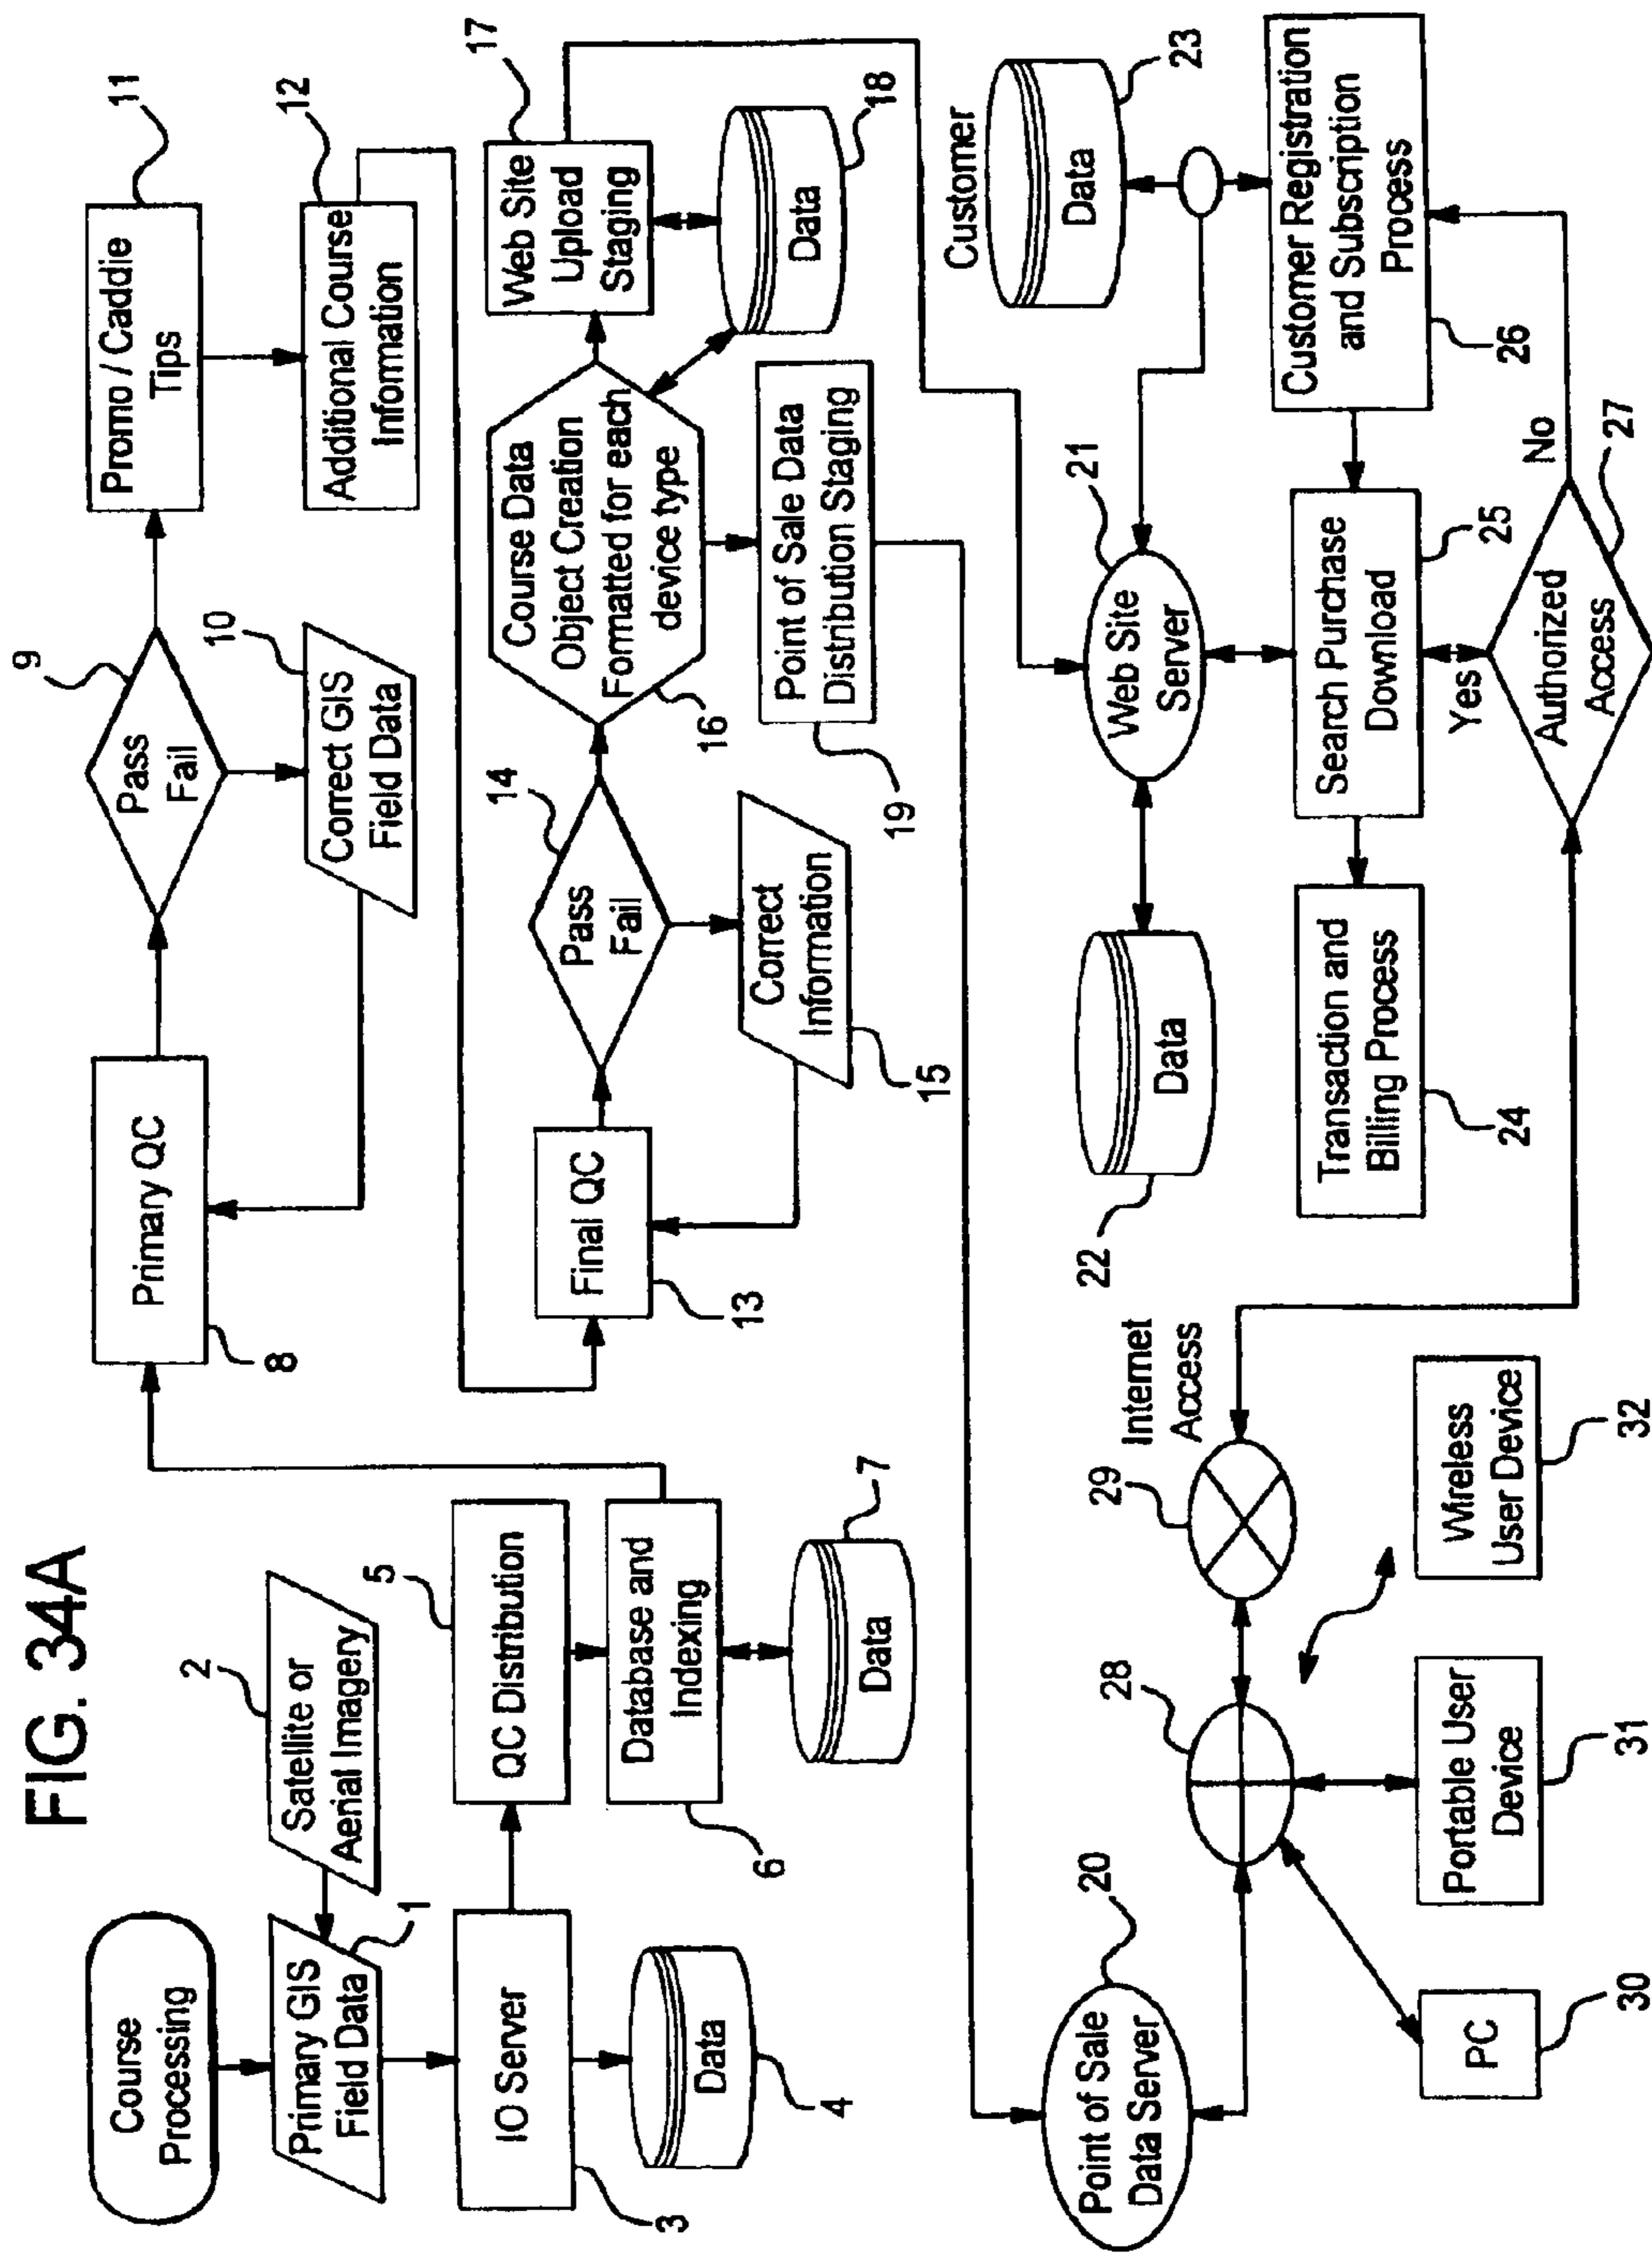 FIG. 34A
Course
Processing
Primary GIS
Field Data
1
Satellite or
Aerial Imagery
2
IO Server
3
Data
4
QC Distribution
5
Database and
Indexing
6
Data
7
Primary QC
8
Pass
Fail
9
Correct GIS
Field Data
10
Promo / Caddie
Tips
11
Additional Course
Information
12
Final QC
13
Pass
Fail
14
Correct
Information
15
Course Data
Object Creation
Formatted for each
device type
16
Web Site
Upload
Staging
17
Data
18
Point of Sale Data
Distribution Staging
19
Point of Sale
Data Server
20
Web Site
Server
21
Data
22
Customer
Data
23
Transaction and
Billing Process
24
Search Purchase
Download
25
Customer Registration
and Subscription
Process
26
Authorized
Access
27
Yes
No
28
Internet
Access
29
PC
30
Portable User
Device
31
Wireless
User Device
32